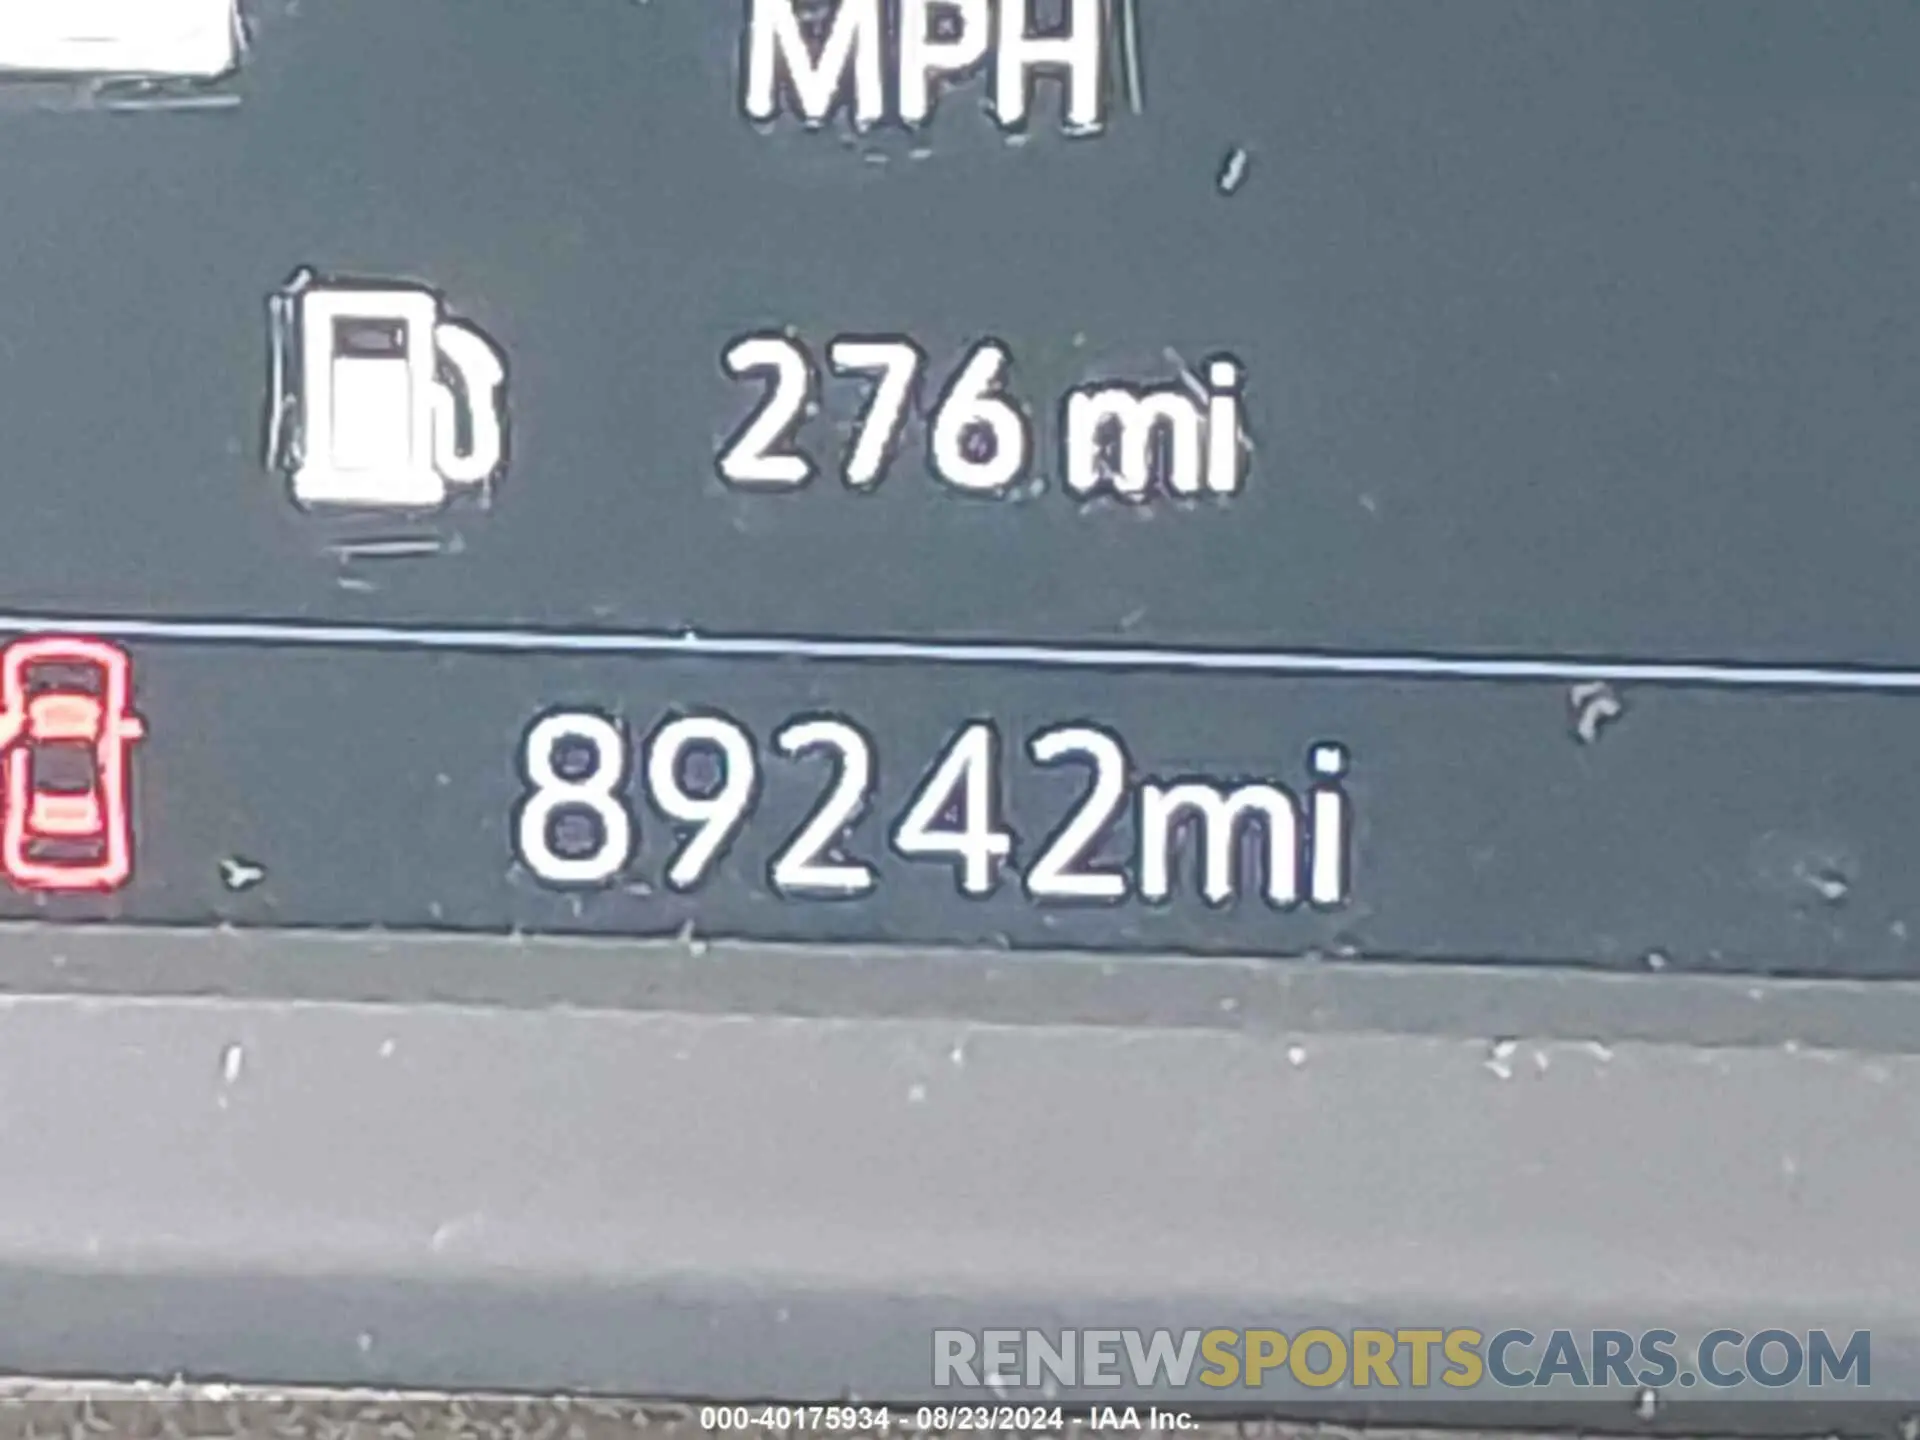 MPH
276 mi
89242mi
RENEWSPORTSCARS.COM
000-40175934 - 08/23/2024 - IAA Inc.